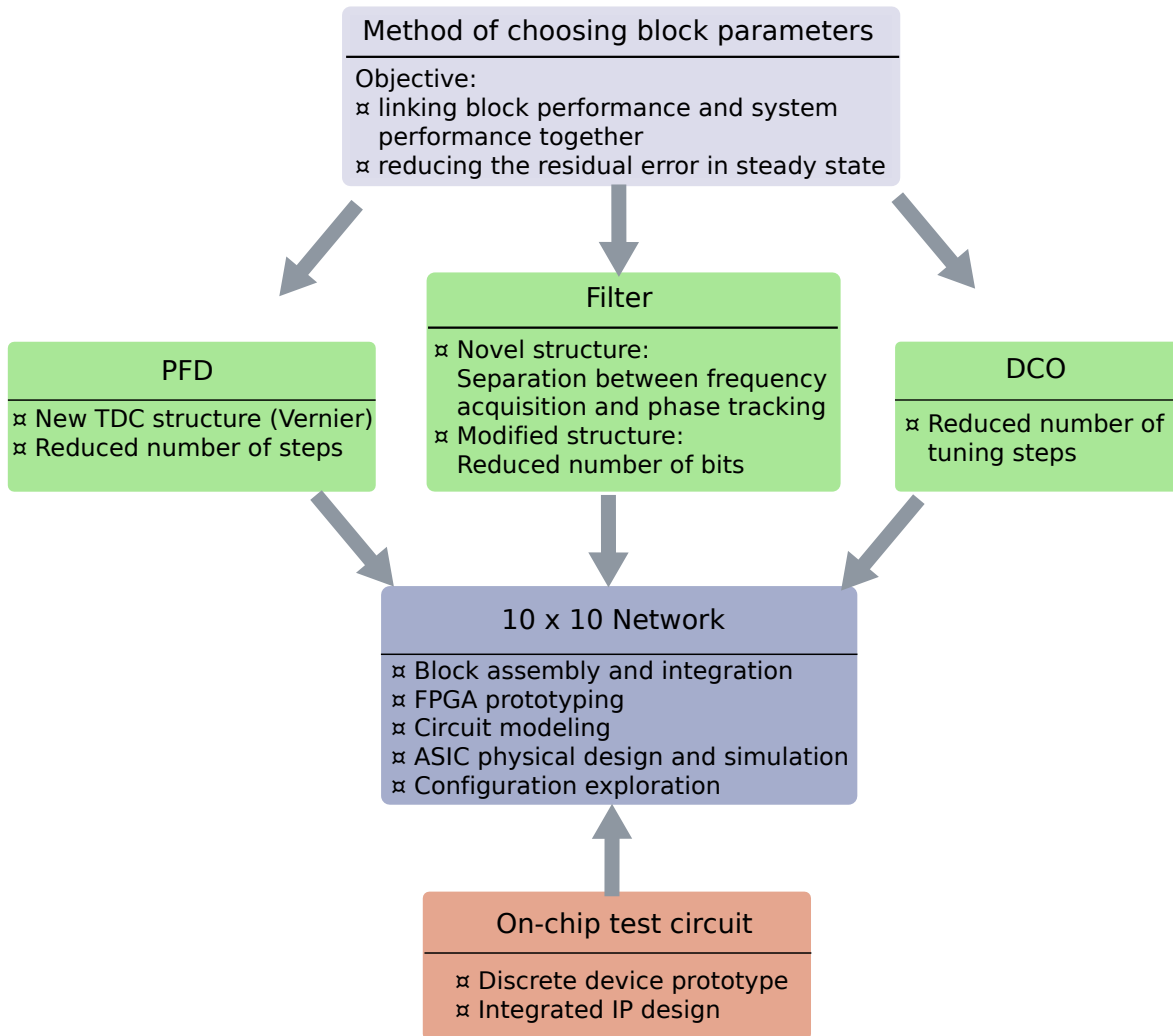 Method of choosing block parameters
Objective:
¤ linking block performance and system
performance together
¤ reducing the residual error in steady state
PFD
¤ New TDC structure (Vernier)
¤ Reduced number of steps
Filter
¤ Novel structure:
Separation between frequency
acquisition and phase tracking
¤ Modified structure:
Reduced number of bits
DCO
¤ Reduced number of
tuning steps
10 x 10 Network
¤ Block assembly and integration
¤ FPGA prototyping
¤ Circuit modeling
¤ ASIC physical design and simulation
¤ Configuration exploration
On-chip test circuit
¤ Discrete device prototype
¤ Integrated IP design